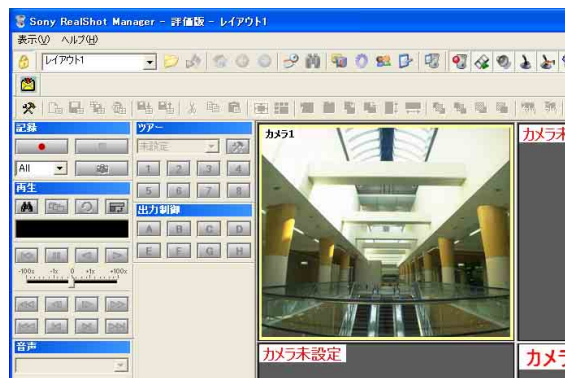 Sony RealShot Manager - 評価版 - レイアウト1
表示(V) ヘルプ(H)
レイアウト1
記録
All
再生
-100x -1x 0 +1x +100x
音声
ツアー
未設定
1 2 3 4
5 6 7 8
出力制御
A B C D
E F G H
カメラ1
カメラ未
カメラ未設定
カメラ